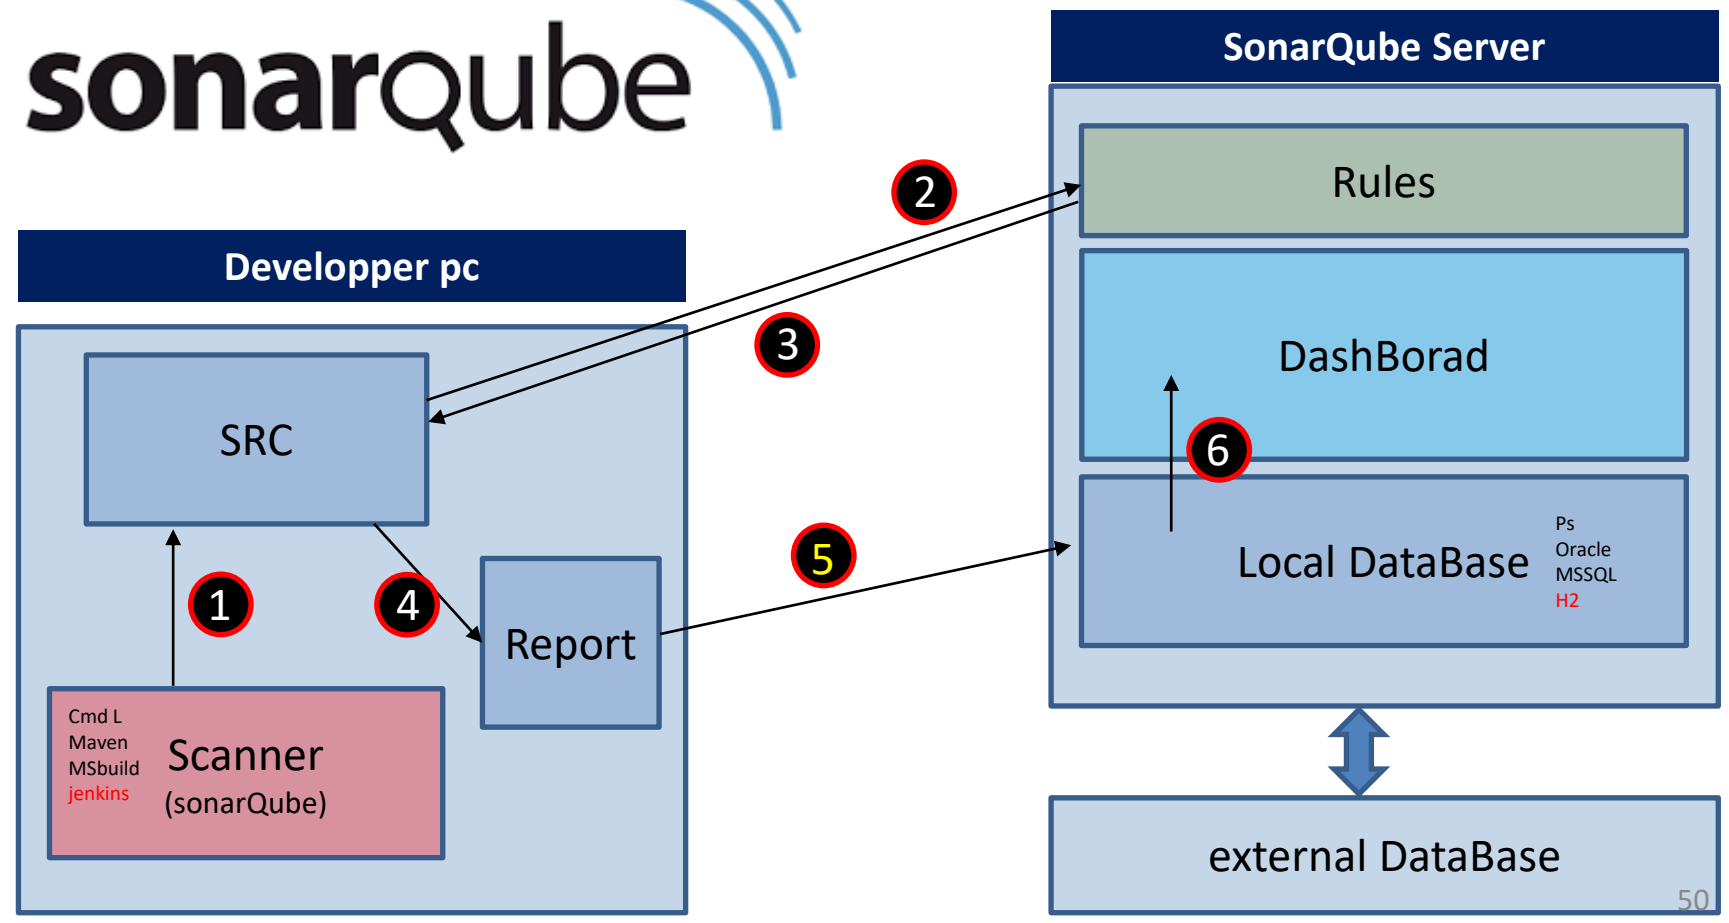 sonarqube
SonarQube Server
Rules
2
Developper pc
3
DashBorad
SRC
6
Ps
Oracle
MSSQL
H2
Local DataBase
5
1
4
Report
Cmd L
Maven
MSbuild
jenkins
Scanner
(sonarQube)
external DataBase
50